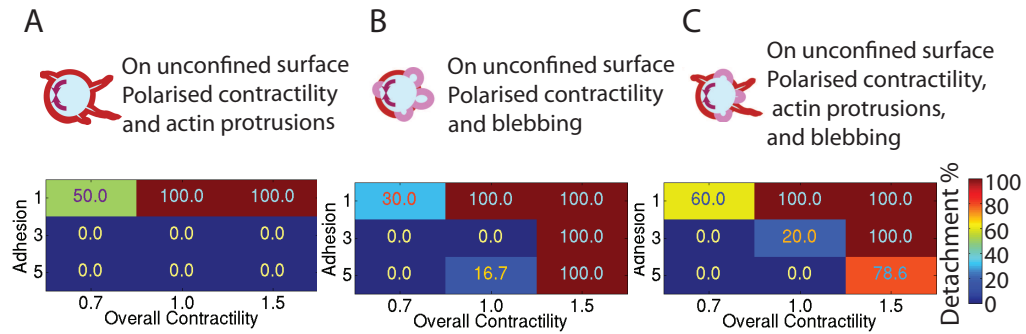 A
On unconfined surface
Polarised contractility
and actin protrusions
B
On unconfined surface
Polarised contractility
and blebbing
C
On unconfined surface
Polarised contractility,
actin protrusions,
and blebbing
Adhesion
1 50.0 100.0 100.0
3 0.0 0.0 0.0
5 0.0 0.0 0.0
0.7 1.0 1.5
Overall Contractility
Adhesion
1 30.0 100.0 100.0
3 0.0 0.0 100.0
5 0.0 16.7 100.0
0.7 1.0 1.5
Overall Contractility
Adhesion
1 60.0 100.0 100.0
3 0.0 20.0 100.0
5 0.0 0.0 78.6
0.7 1.0 1.5
Overall Contractility
Detachment %
100
80
60
40
20
0